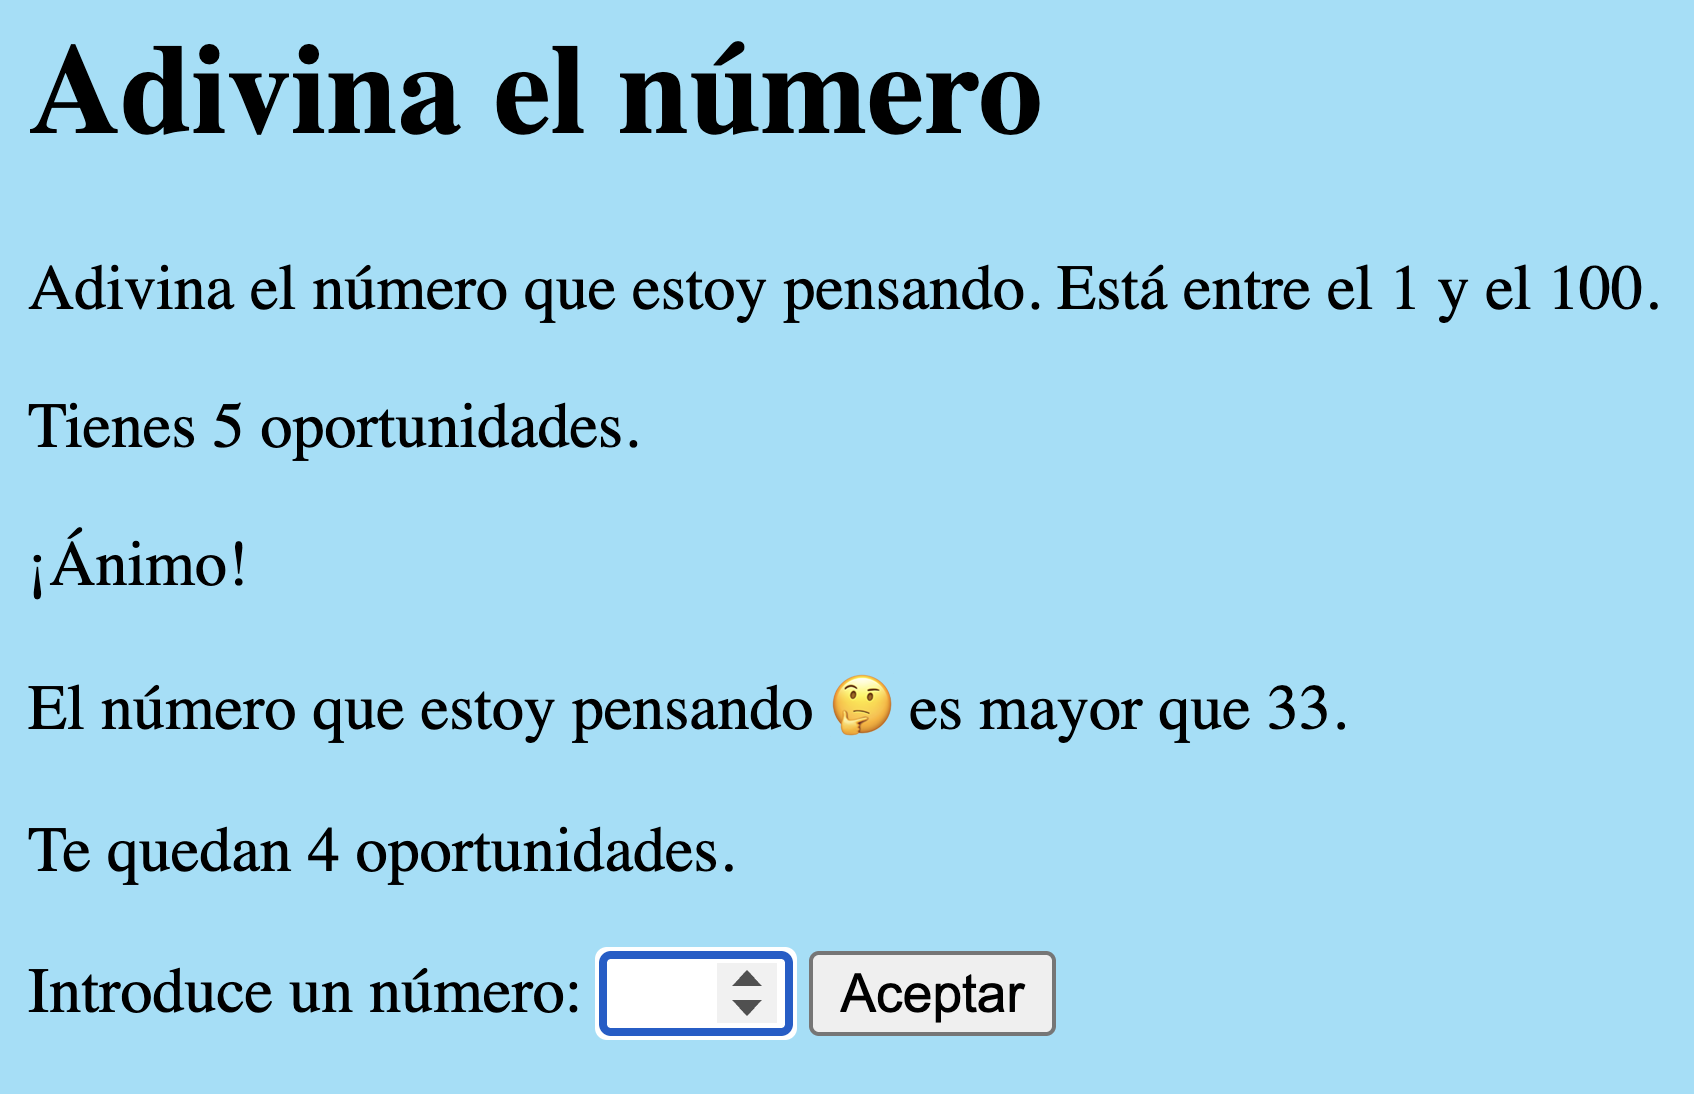 Adivina el número
Adivina el número que estoy pensando. Está entre el 1 y el 100.
Tienes 5 oportunidades.
¡Ánimo!
El número que estoy pensando 🤔 es mayor que 33.
Te quedan 4 oportunidades.
Introduce un número: Aceptar